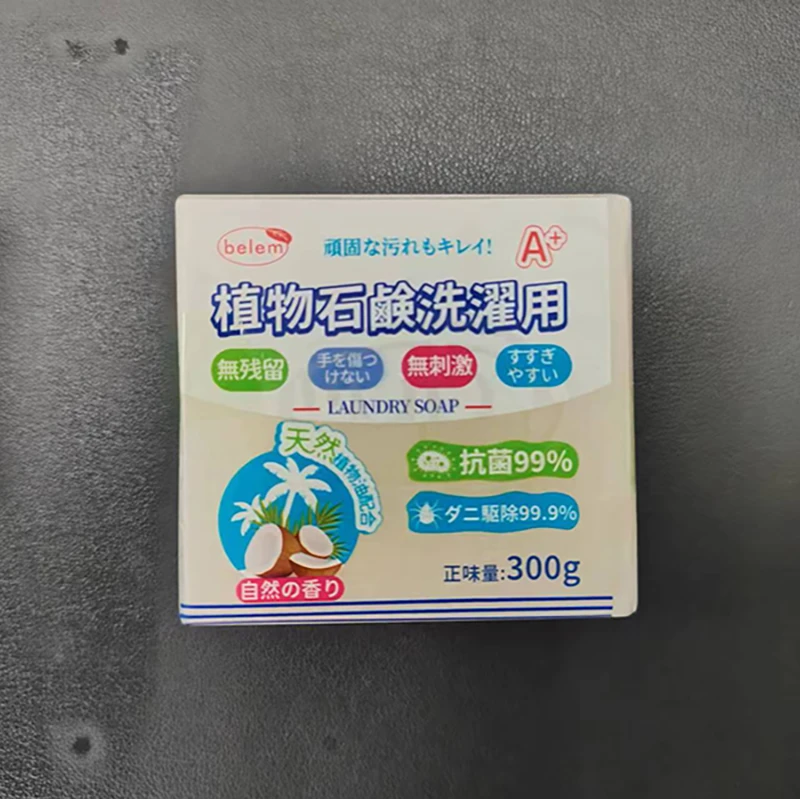 belem
頑固な汚れもキレイ!
A+
植物石鹸洗濯用
無残留
手を傷つ
けない
無刺激
すすぎ
やすい
LAUNDRY SOAP
天然
植物油配合
抗菌99%
ダニ駆除99.9%
正味量:300g
自然の香り